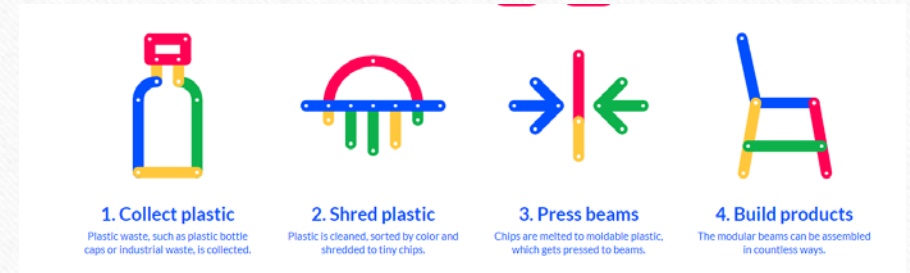 1. Collect plastic
Plastic waste, such as plastic bottle
caps or industrial waste, is collected.
2. Shred plastic
Plastic is cleaned, sorted by color and
shredded to tiny chips.
3. Press beams
Chips are melted to moldable plastic,
which gets pressed to beams.
4. Build products
The modular beams can be assembled
in countless ways.